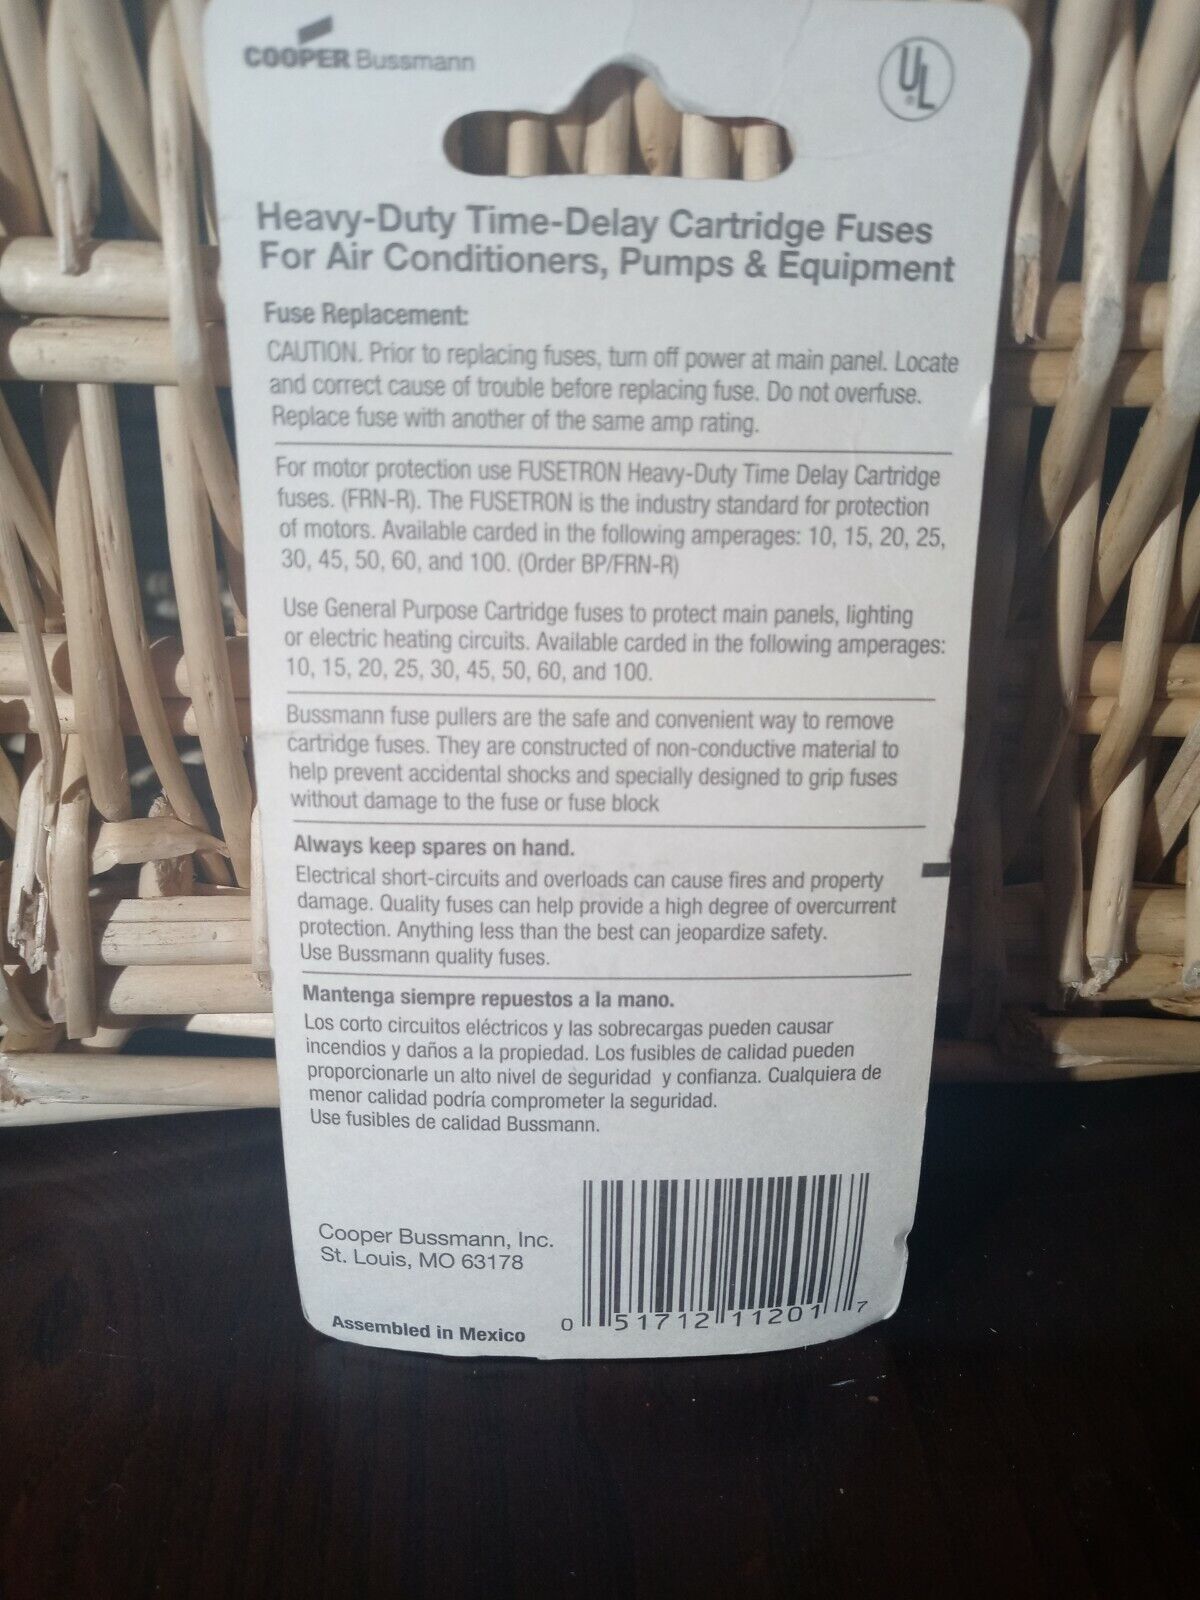 COOPER Bussmann
UL
Heavy-Duty Time-Delay Cartridge Fuses
For Air Conditioners, Pumps & Equipment
Fuse Replacement:
CAUTION. Prior to replacing fuses, turn off power at main panel. Locate
and correct cause of trouble before replacing fuse. Do not overfuse.
Replace fuse with another of the same amp rating.
For motor protection use FUSETRON Heavy-Duty Time Delay Cartridge
fuses. (FRN-R). The FUSETRON is the industry standard for protection
of motors. Available carded in the following amperages: 10, 15, 20, 25,
30, 45, 50, 60, and 100. (Order BP/FRN-R)
Use General Purpose Cartridge fuses to protect main panels, lighting
or electric heating circuits. Available carded in the following amperages:
10, 15, 20, 25, 30, 45, 50, 60, and 100.
Bussmann fuse pullers are the safe and convenient way to remove
cartridge fuses. They are constructed of non-conductive material to
help prevent accidental shocks and specially designed to grip fuses
without damage to the fuse or fuse block
Always keep spares on hand.
Electrical short-circuits and overloads can cause fires and property
damage. Quality fuses can help provide a high degree of overcurrent
protection. Anything less than the best can jeopardize safety.
Use Bussmann quality fuses.
Mantenga siempre repuestos a la mano.
Los corto circuitos eléctricos y las sobrecargas pueden causar
incendios y daños a la propiedad. Los fusibles de calidad pueden
proporcionarle un alto nivel de seguridad y confianza. Cualquiera de
menor calidad podría comprometer la seguridad.
Use fusibles de calidad Bussmann.
Cooper Bussmann, Inc.
St. Louis, MO 63178
Assembled in Mexico
0 51712 11201 7